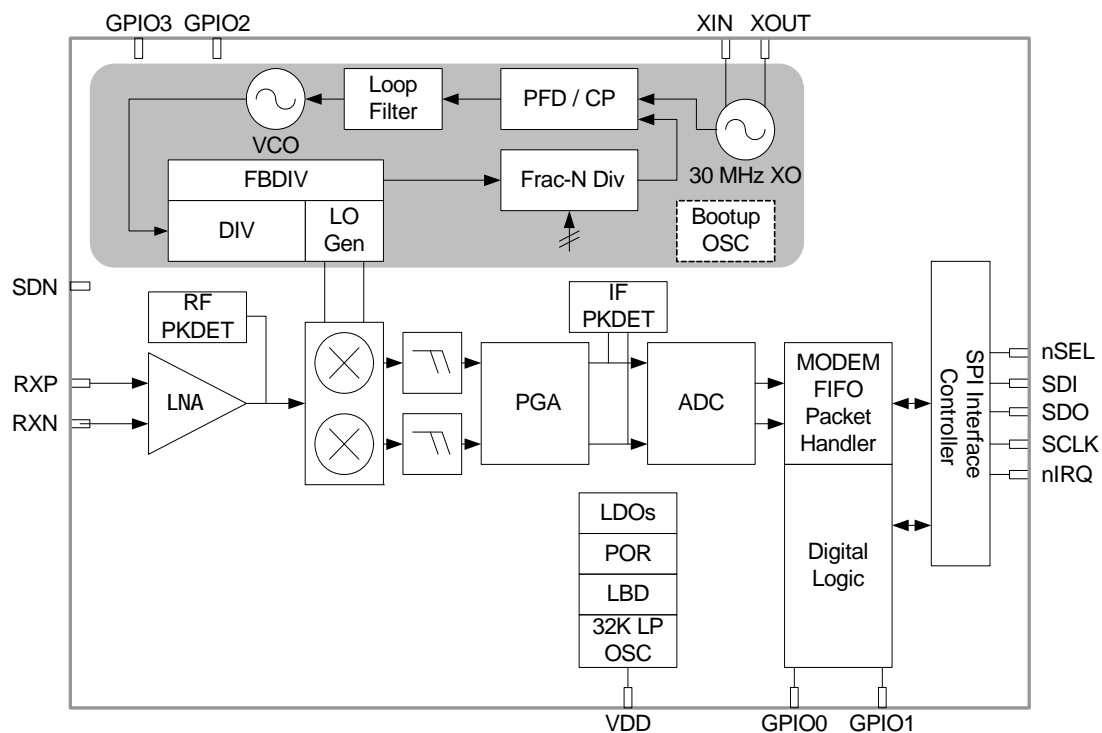 GPIO3 GPIO2
XIN XOUT
Loop
Filter
PFD / CP
VCO
30 MHz XO
FBDIV
Frac-N Div
DIV
LO
Gen
Bootup
OSC
SDN
RF
PKDET
IF
PKDET
RXP
RXN
LNA
PGA
ADC
MODEM
FIFO
Packet
Handler
SPI Interface
Controller
nSEL
SDI
SDO
SCLK
nIRQ
LDOs
POR
LBD
32K LP
OSC
Digital
Logic
VDD
GPIO0
GPIO1